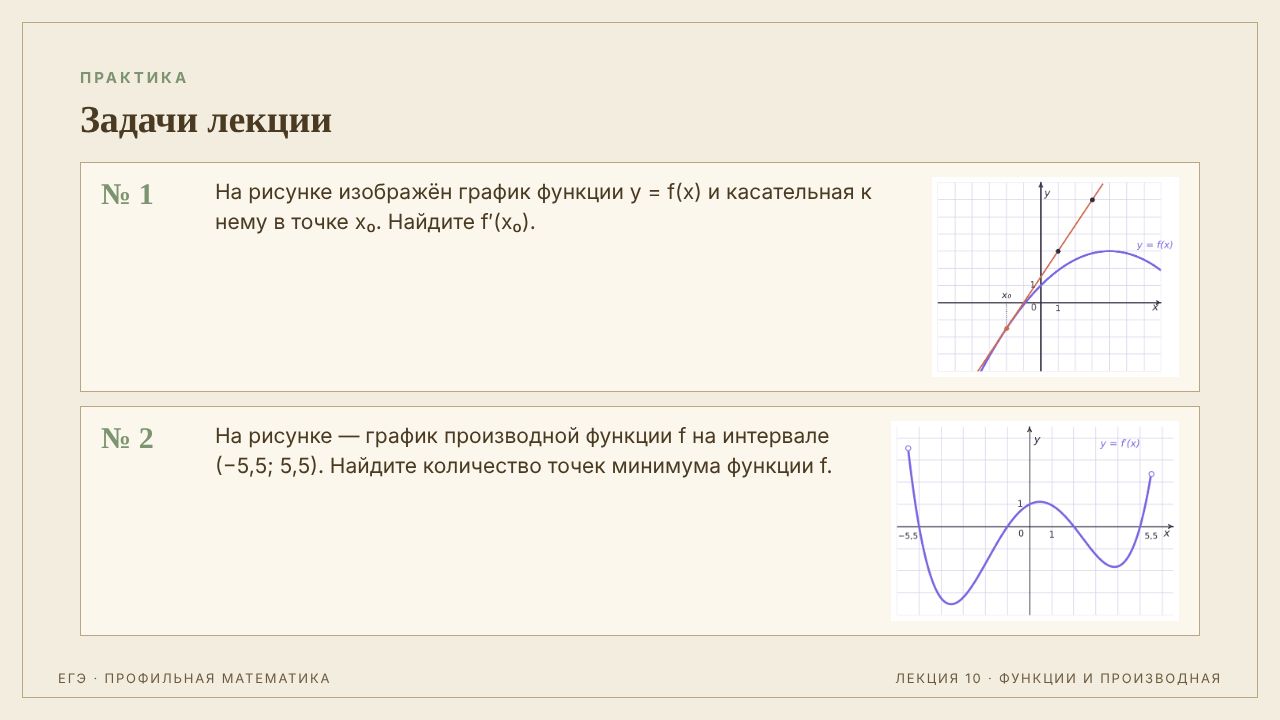 ПРАКТИКА
Задачи лекции
№ 1
На рисунке изображён график функции y = f(x) и касательная к
нему в точке x₀. Найдите f′(x₀).
y
y = f(x)
1
x₀
0
1
x
№ 2
На рисунке — график производной функции f на интервале
(−5,5; 5,5). Найдите количество точек минимума функции f.
y
y = f′(x)
1
−5,5
0
1
5,5
x
ЕГЭ · ПРОФИЛЬНАЯ МАТЕМАТИКА
ЛЕКЦИЯ 10 · ФУНКЦИИ И ПРОИЗВОДНАЯ